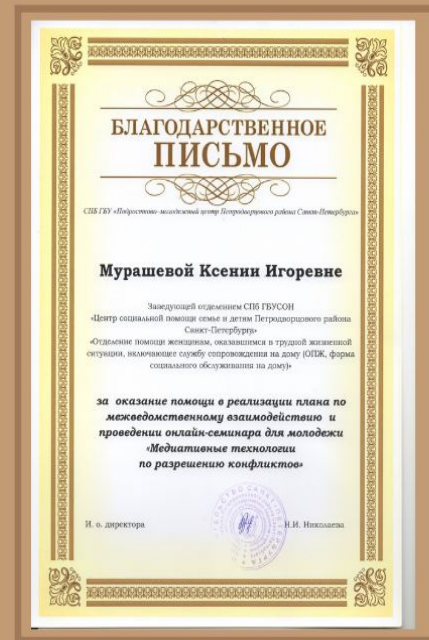 БЛАГОДАРСТВЕННОЕ
ПИСЬМО
СПБ ГБУ «Подростково-молодежный центр Петродворцового района Санкт-Петербурга»
Мурашевой Ксении Игоревне
Заведующей отделением СПб ГБУСОН
«Центр социальной помощи семье и детям Петродворцового района
Санкт-Петербурга»
«Отделение помощи женщинам, оказавшимся в трудной жизненной
ситуации, включающее службу сопровождения на дому (ОПЖ, форма
социального обслуживания на дому)»
за оказание помощи в реализации плана по
межведомственному взаимодействию и
проведении онлайн-семинара для молодежи
«Медиативные технологии
по разрешению конфликтов»
И. о. директора Н.И. Николаева